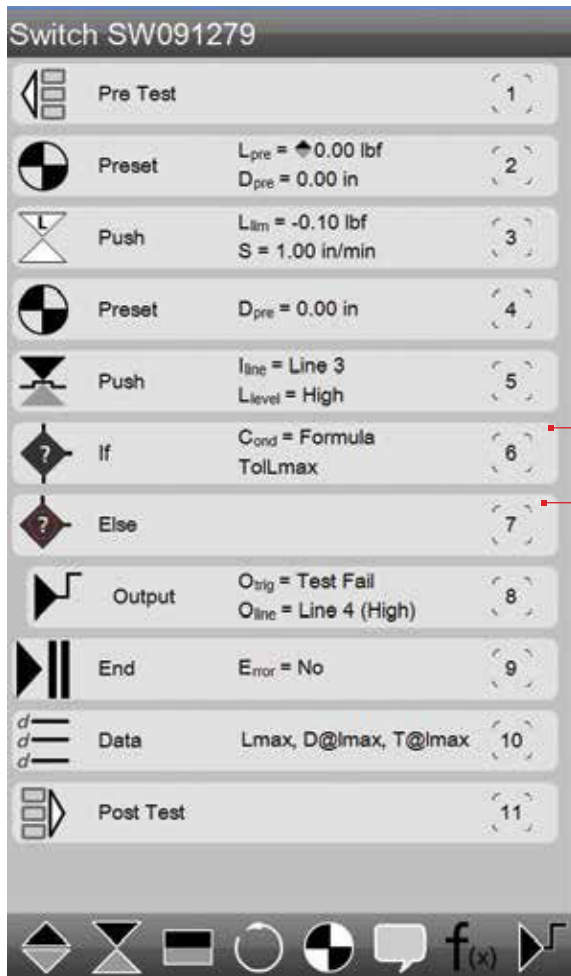 Switch SW091279
Pre Test 1
Preset Lpre = 0.00 lbf
Dpre = 0.00 in 2
L
Push Llim = -0.10 lbf
S = 1.00 in/min 3
Preset Dpre = 0.00 in 4
Push Iline = Line 3
Llevel = High 5
? If Cond = Formula
TolLmax 6
? Else 7
Output Otrig = Test Fail
Oline = Line 4 (High) 8
End Error = No 9
d
d
d
Data Lmax, D@lmax, T@lmax 10
Post Test 11
f(x)